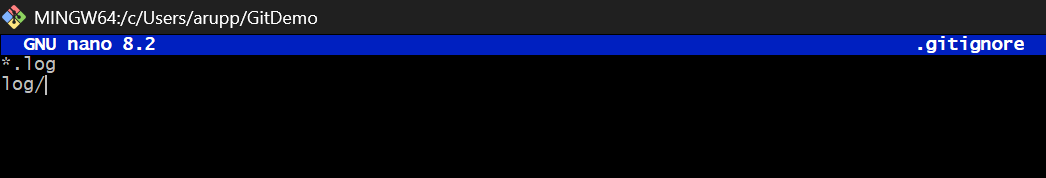 MINGW64:/c/Users/arupp/GitDemo
GNU nano 8.2 .gitignore
*.log
log/